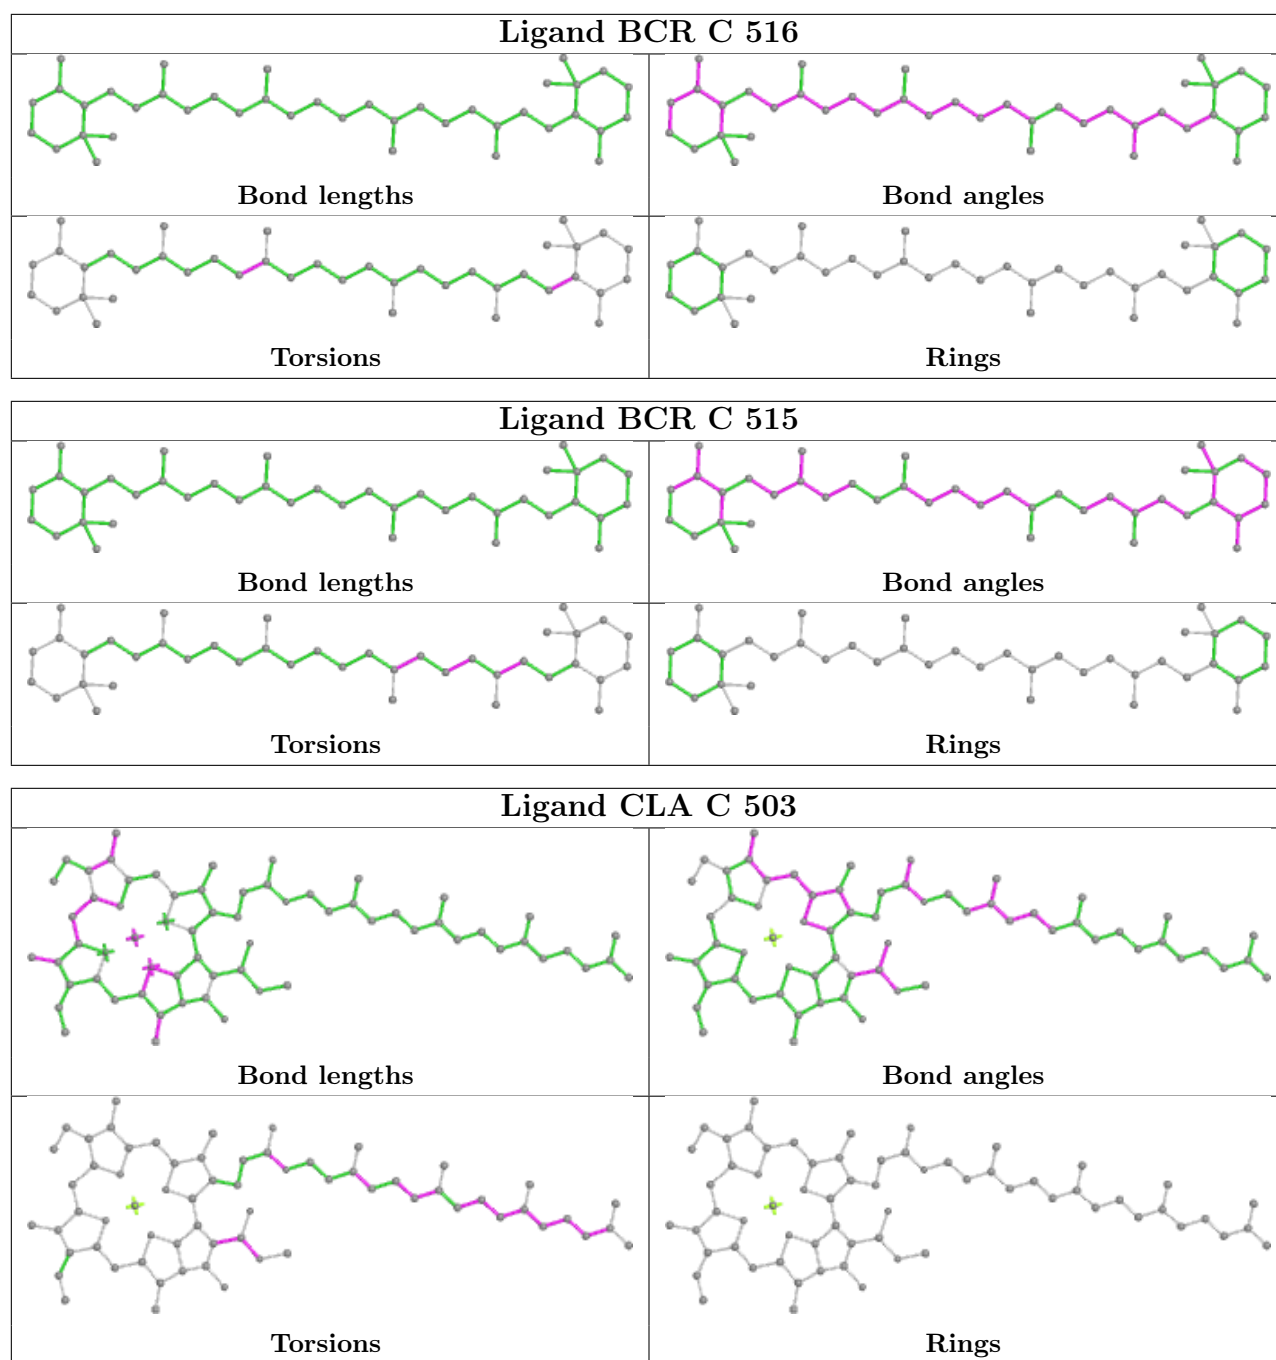 Ligand BCR C 516
Bond lengths
Bond angles
Torsions
Rings
Ligand BCR C 515
Bond lengths
Bond angles
Torsions
Rings
Ligand CLA C 503
Bond lengths
Bond angles
Torsions
Rings